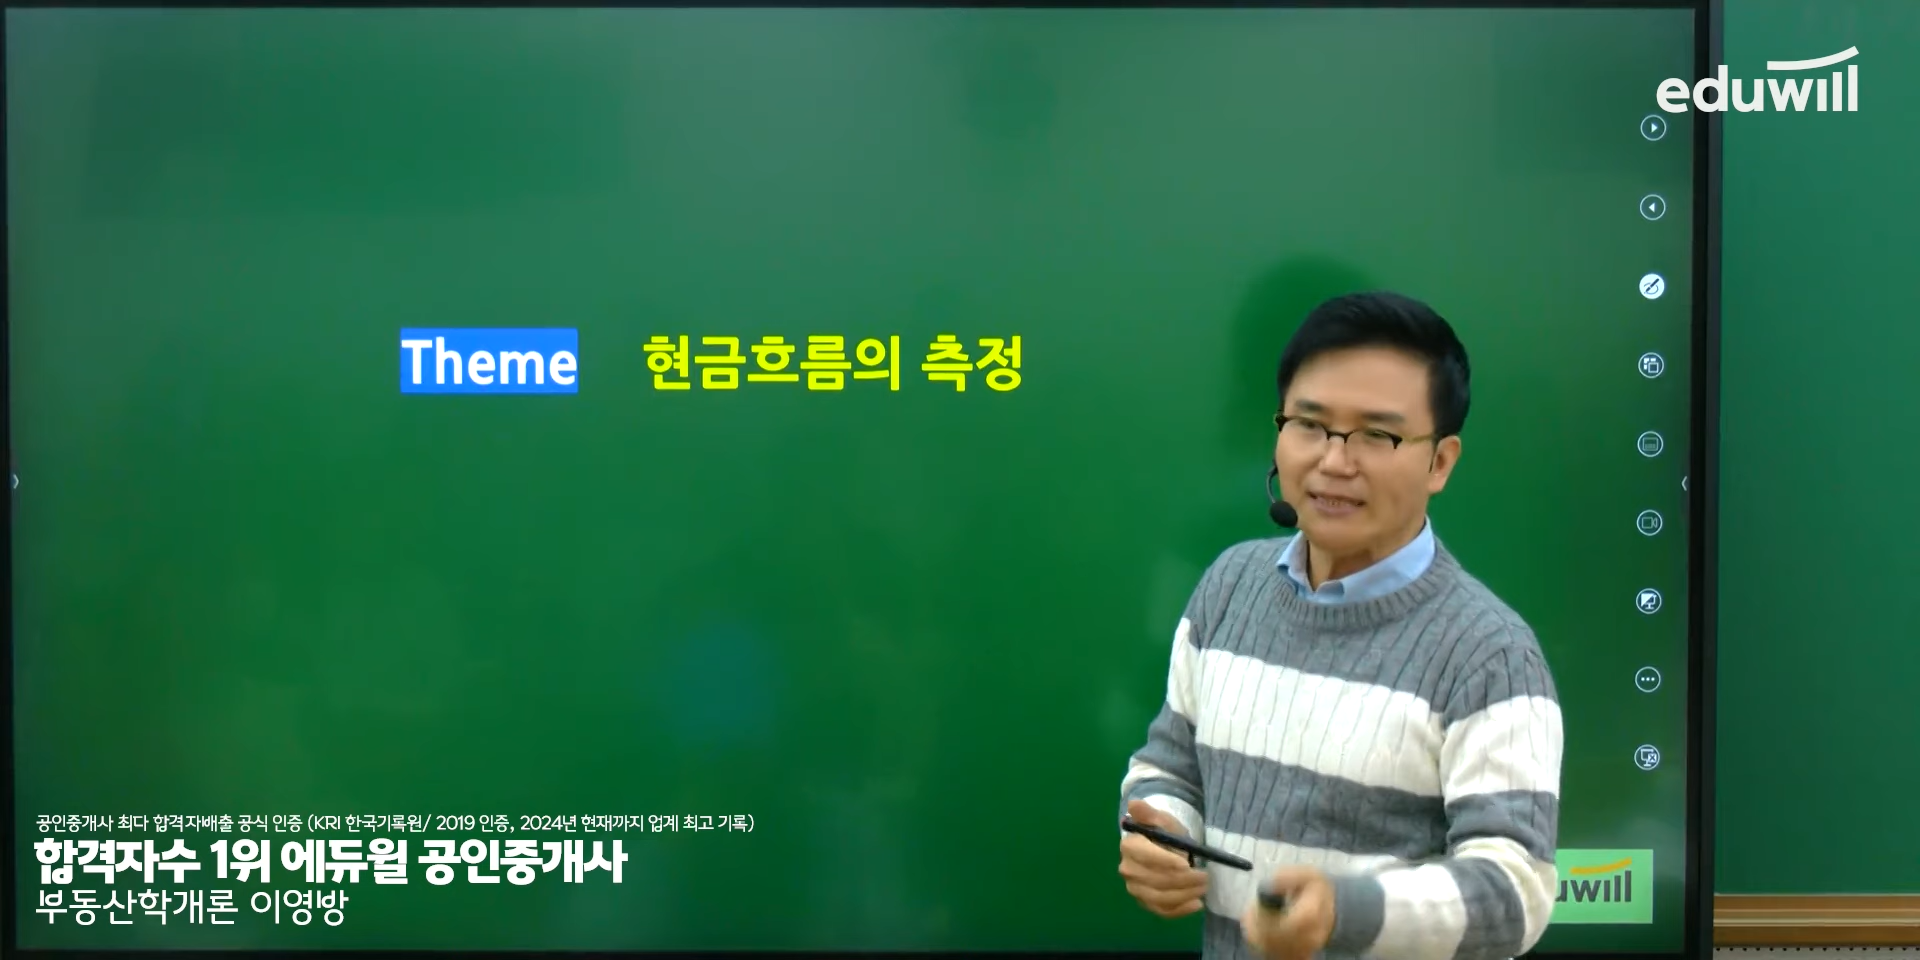 eduwill
Theme 현금흐름의 측정
공인중개사 최다 합격자배출 공식 인증 (KRI 한국기록원/ 2019 인증, 2024년 현재까지 업계 최고 기록)
합격자수 1위 에듀윌 공인중개사
부동산학개론 이영방
uwill